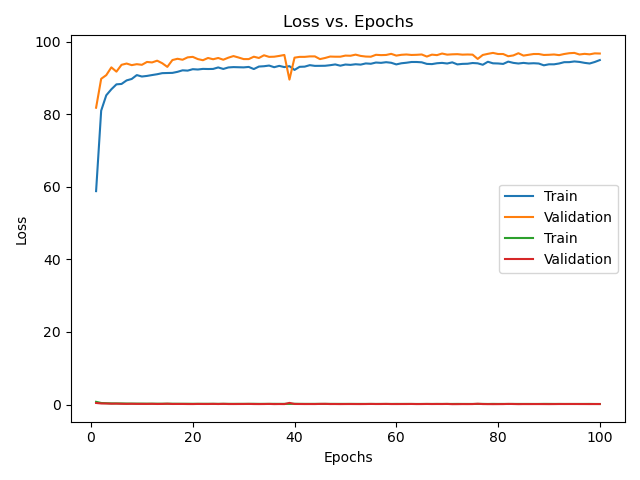 Loss vs. Epochs
100
80
60
40
20
0
Loss
Train
Validation
Train
Validation
0 20 40 60 80 100
Epochs